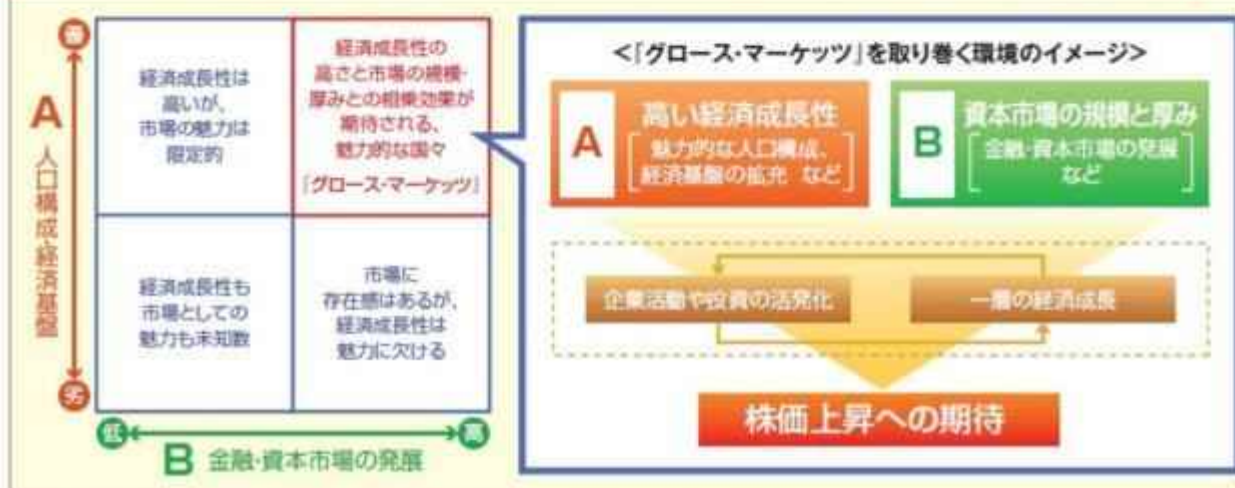 優
A 人口構成・経済基盤
劣
経済成長性は
高いが、
市場の魅力は
限定的
経済成長性の
高さと市場の規模・
厚みとの相乗効果が
期待される、
魅力的な国々
『グロース・マーケッツ』
経済成長性も
市場としての
魅力も未知数
市場に
存在感はあるが、
経済成長性は
魅力に欠ける
低
高
B 金融・資本市場の発展
<『グロース・マーケッツ』を取り巻く環境のイメージ>
A
高い経済成長性
魅力的な人口構成、
経済基盤の拡充 など
B
資本市場の規模と厚み
金融・資本市場の発展
など
企業活動や投資の活発化
一層の経済成長
株価上昇への期待